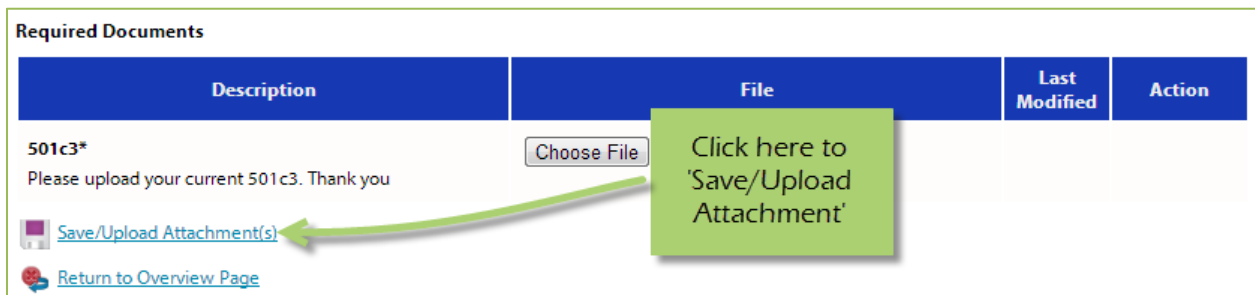 Required Documents
Description
File
Last
Modified
Action
501c3*
Please upload your current 501c3. Thank you
Choose File
Click here to
'Save/Upload
Attachment'
Save/Upload Attachment(s)
Return to Overview Page